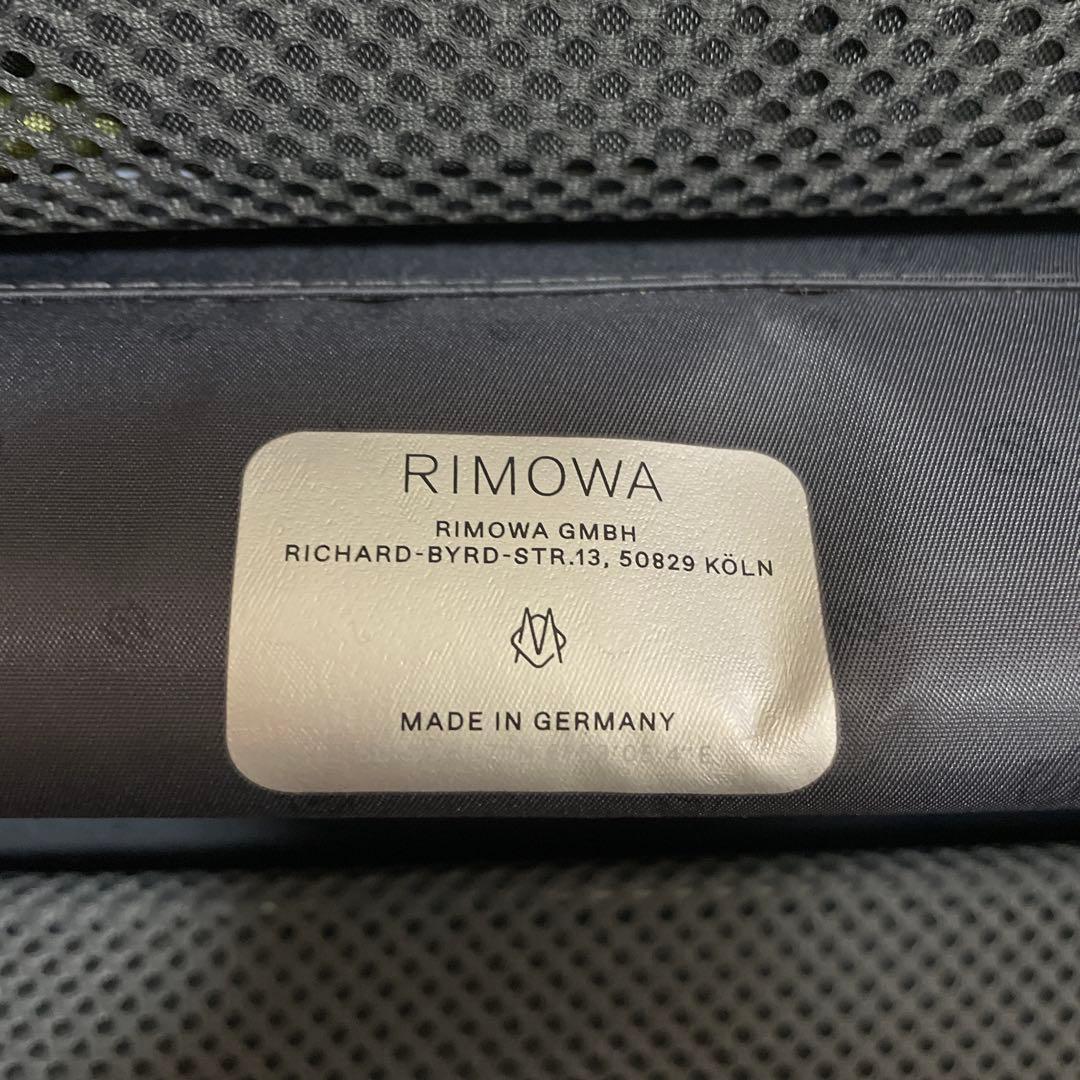 RIMOWA
RIMOWA GMBH
RICHARD-BYRD-STR.13, 50829 KÖLN
MADE IN GERMANY